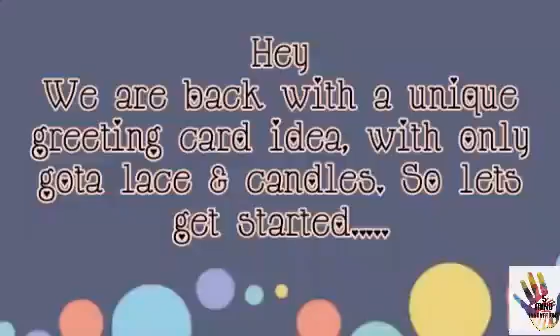 Hey
We are back with a unique
greeting card idea, with only
gota lace & candles. So lets
get started.....